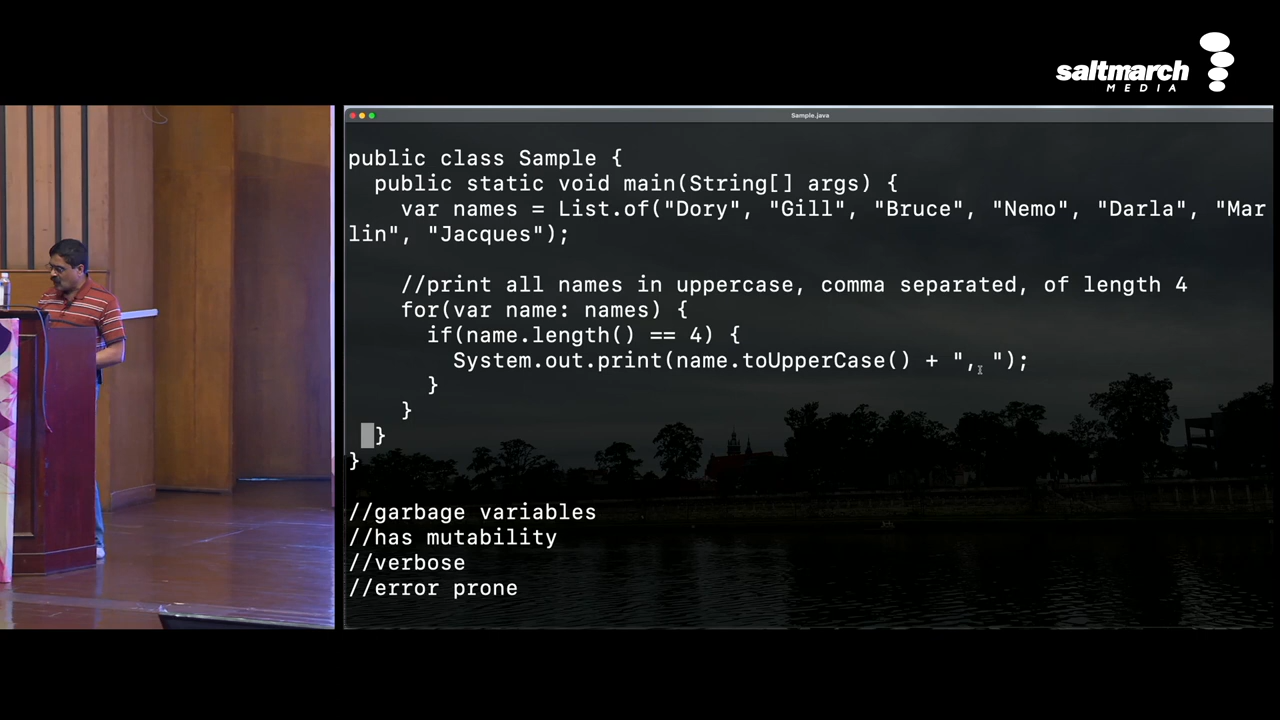 saltmarch
MEDIA
Sample.java
public class Sample {
  public static void main(String[] args) {
    var names = List.of("Dory", "Gill", "Bruce", "Nemo", "Darla", "Mar
lin", "Jacques");
    //print all names in uppercase, comma separated, of length 4
    for(var name: names) {
      if(name.length() == 4) {
        System.out.print(name.toUpperCase() + ", ");
      }
    }
  }
}
//garbage variables
//has mutability
//verbose
//error prone